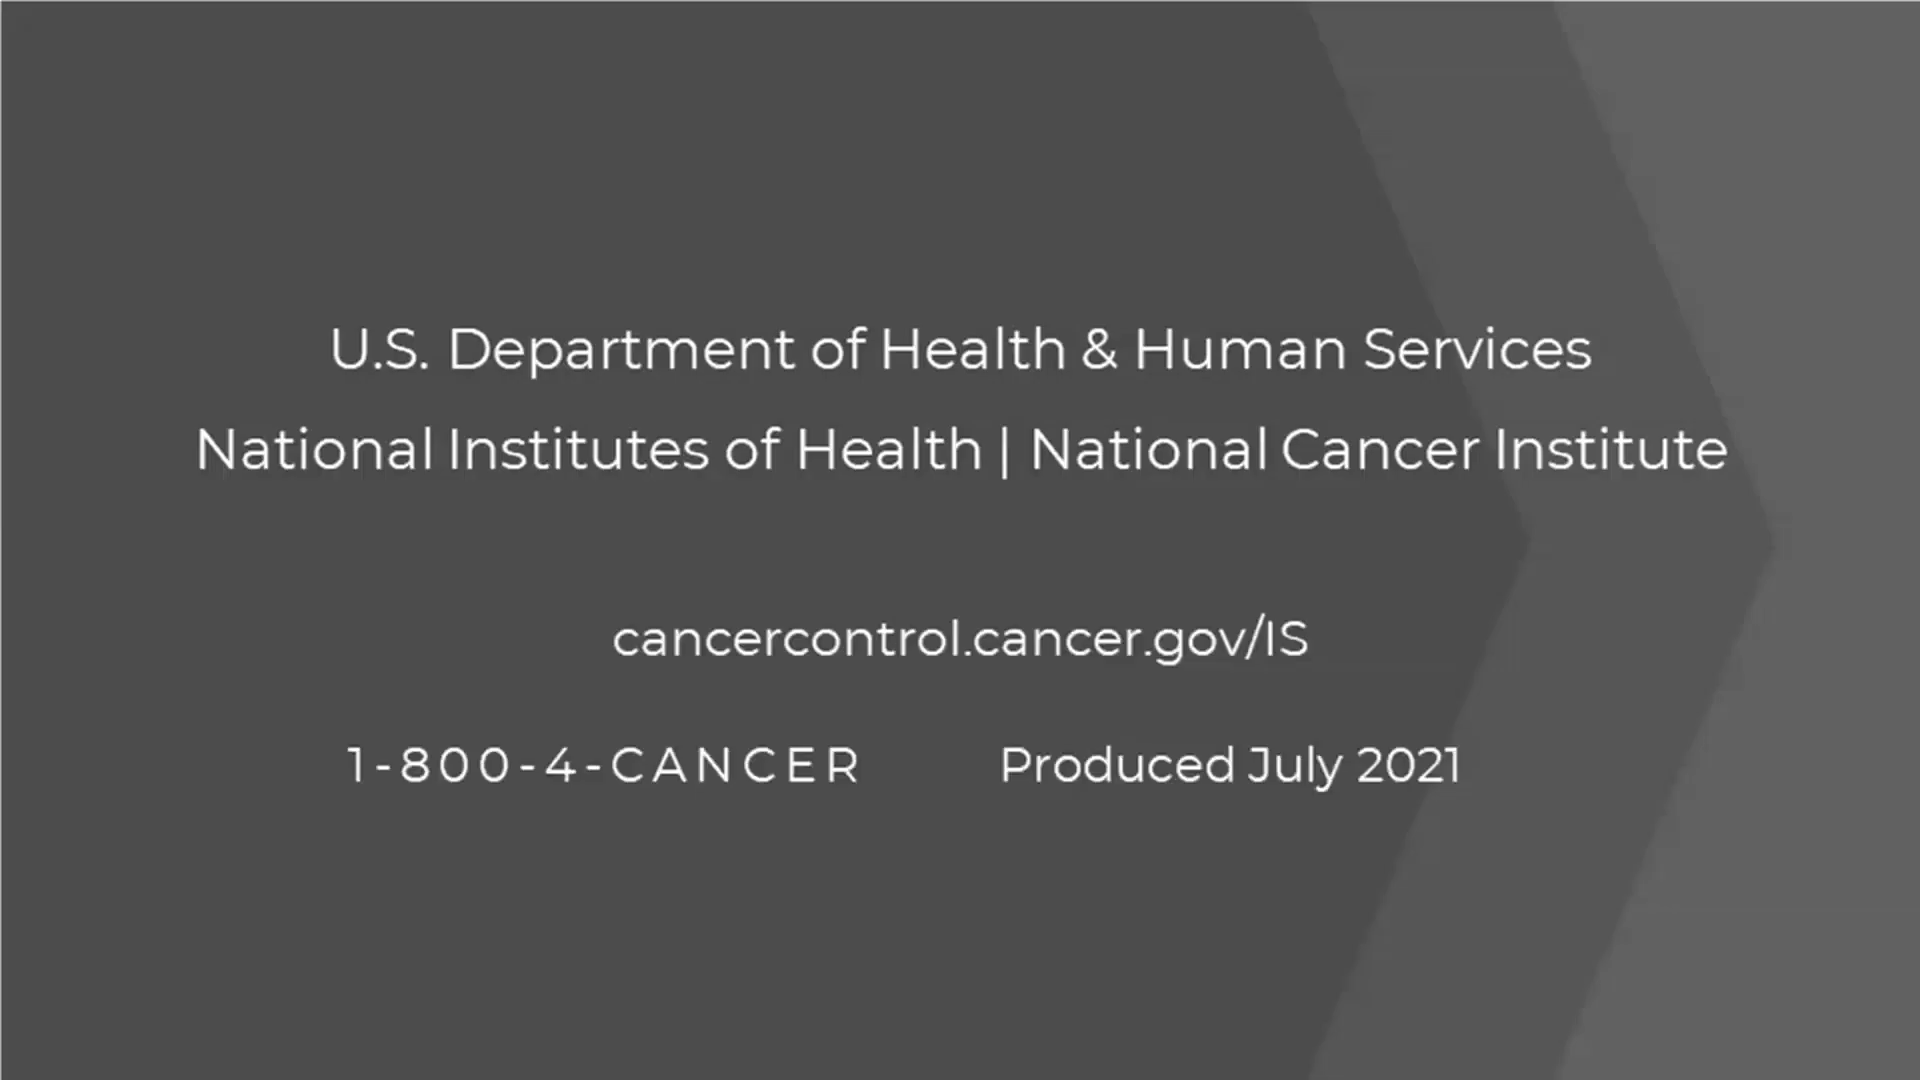 U.S. Department of Health & Human Services
National Institutes of Health | National Cancer Institute
cancercontrol.cancer.gov/IS
1-800-4-CANCER Produced July 2021